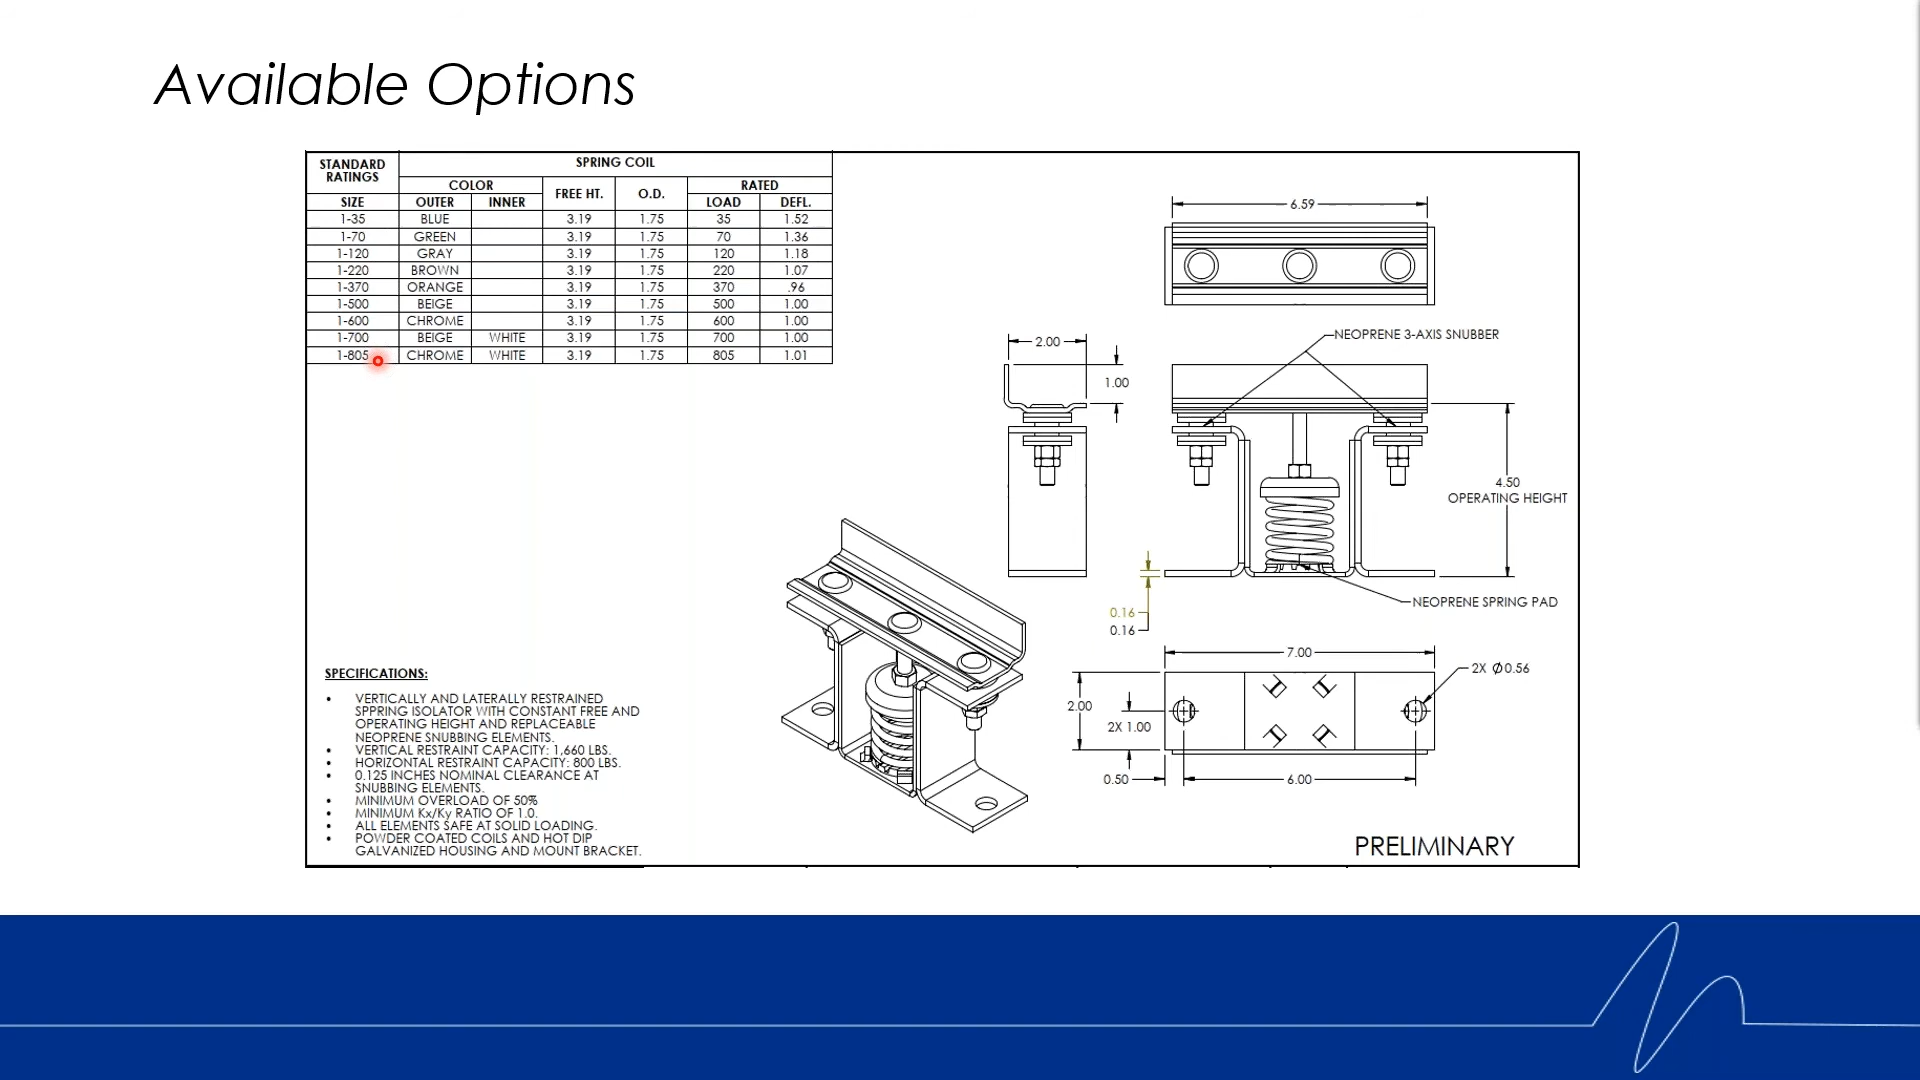 Available Options
STANDARD RATINGS SPRING COIL
COLOR FREE HT. O.D. RATED
SIZE OUTER INNER LOAD DEFL.
1-35 BLUE 3.19 1.75 35 1.52
1-70 GREEN 3.19 1.75 70 1.36
1-120 GRAY 3.19 1.75 120 1.18
1-220 BROWN 3.19 1.75 220 1.07
1-370 ORANGE 3.19 1.75 370 .96
1-500 BEIGE 3.19 1.75 500 1.00
1-600 CHROME 3.19 1.75 600 1.00
1-700 BEIGE WHITE 3.19 1.75 700 1.00
1-805 CHROME WHITE 3.19 1.75 805 1.01
6.59
NEOPRENE 3-AXIS SNUBBER
2.00
1.00
4.50
OPERATING HEIGHT
NEOPRENE SPRING PAD
0.16
0.16
7.00
2X Ø0.56
2.00
2X 1.00
0.50
6.00
SPECIFICATIONS:
• VERTICALLY AND LATERALLY RESTRAINED
SPPRING ISOLATOR WITH CONSTANT FREE AND
OPERATING HEIGHT AND REPLACEABLE
NEOPRENE SNUBBING ELEMENTS.
• VERTICAL RESTRAINT CAPACITY: 1,660 LBS.
• HORIZONTAL RESTRAINT CAPACITY: 800 LBS.
• 0.125 INCHES NOMINAL CLEARANCE AT
SNUBBING ELEMENTS.
• MINIMUM OVERLOAD OF 50%
• MINIMUM Kx/Ky RATIO OF 1.0.
• ALL ELEMENTS SAFE AT SOLID LOADING.
• POWDER COATED COILS AND HOT DIP
GALVANIZED HOUSING AND MOUNT BRACKET.
PRELIMINARY